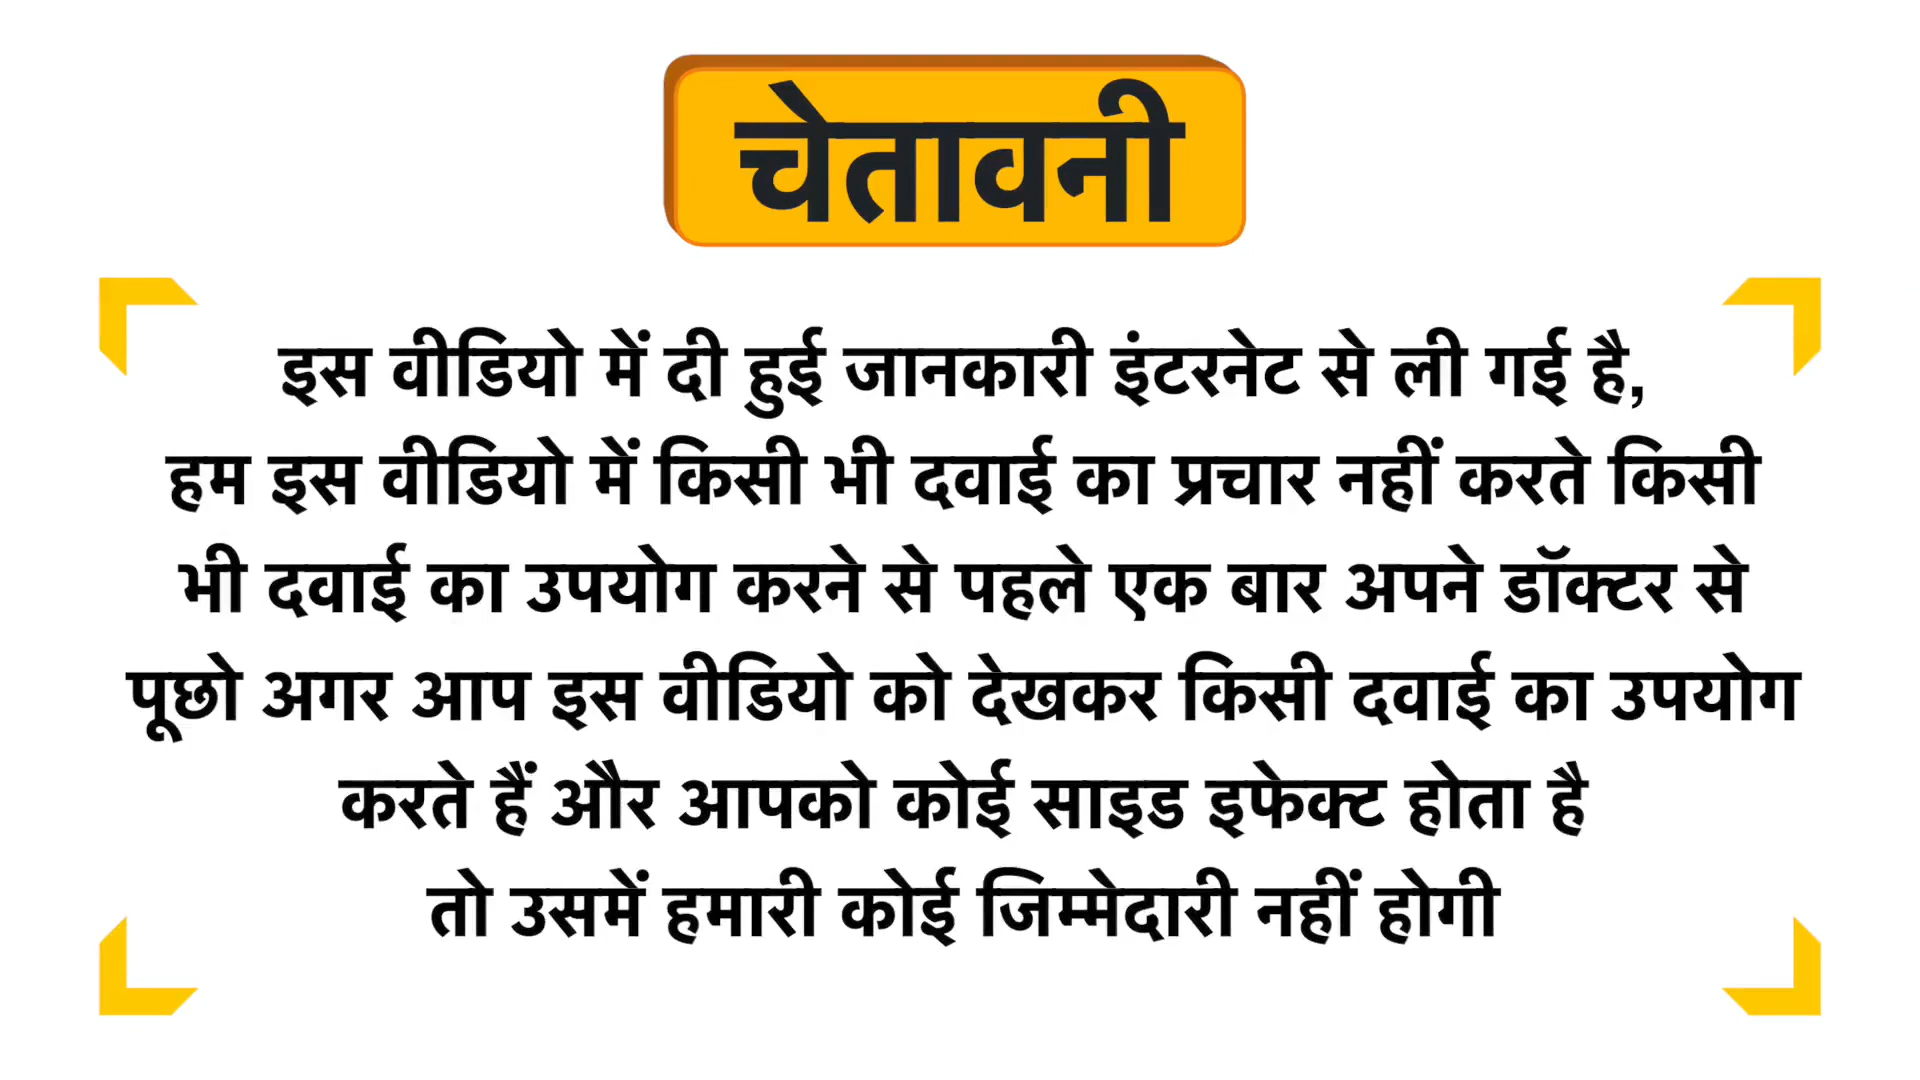 चेतावनी
इस वीडियो में दी हुई जानकारी इंटरनेट से ली गई है,
हम इस वीडियो में किसी भी दवाई का प्रचार नहीं करते किसी
भी दवाई का उपयोग करने से पहले एक बार अपने डॉक्टर से
पूछो अगर आप इस वीडियो को देखकर किसी दवाई का उपयोग
करते हैं और आपको कोई साइड इफेक्ट होता है
तो उसमें हमारी कोई जिम्मेदारी नहीं होगी